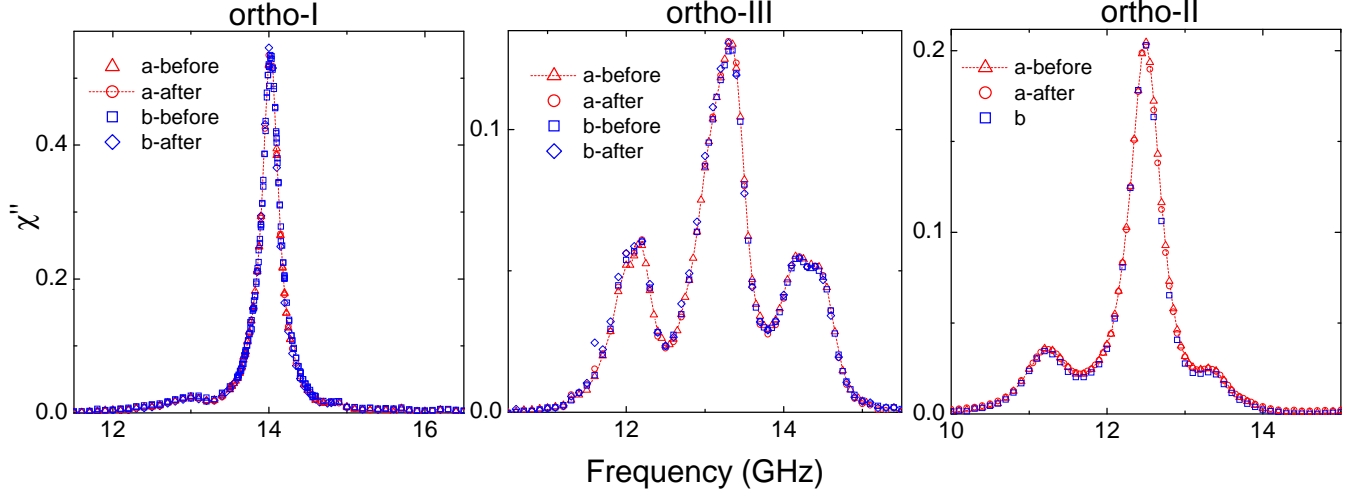 ortho-I
ortho-III
ortho-II
χ''
0.4
0.2
0.0
12
14
16
a-before
a-after
b-before
b-after
0.1
0.0
12
14
a-before
a-after
b-before
b-after
0.2
0.1
0.0
10
12
14
a-before
a-after
b
Frequency (GHz)